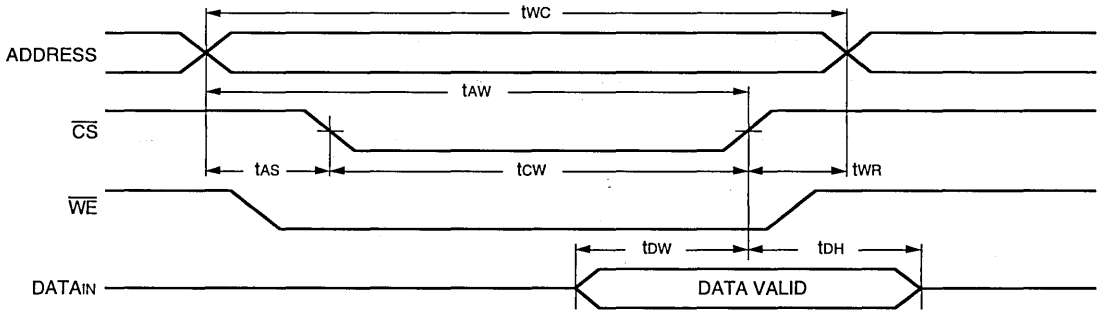 tWC
ADDRESS
tAW
CS
tAS tCW tWR
WE
tDW tDH
DATAIN DATA VALID